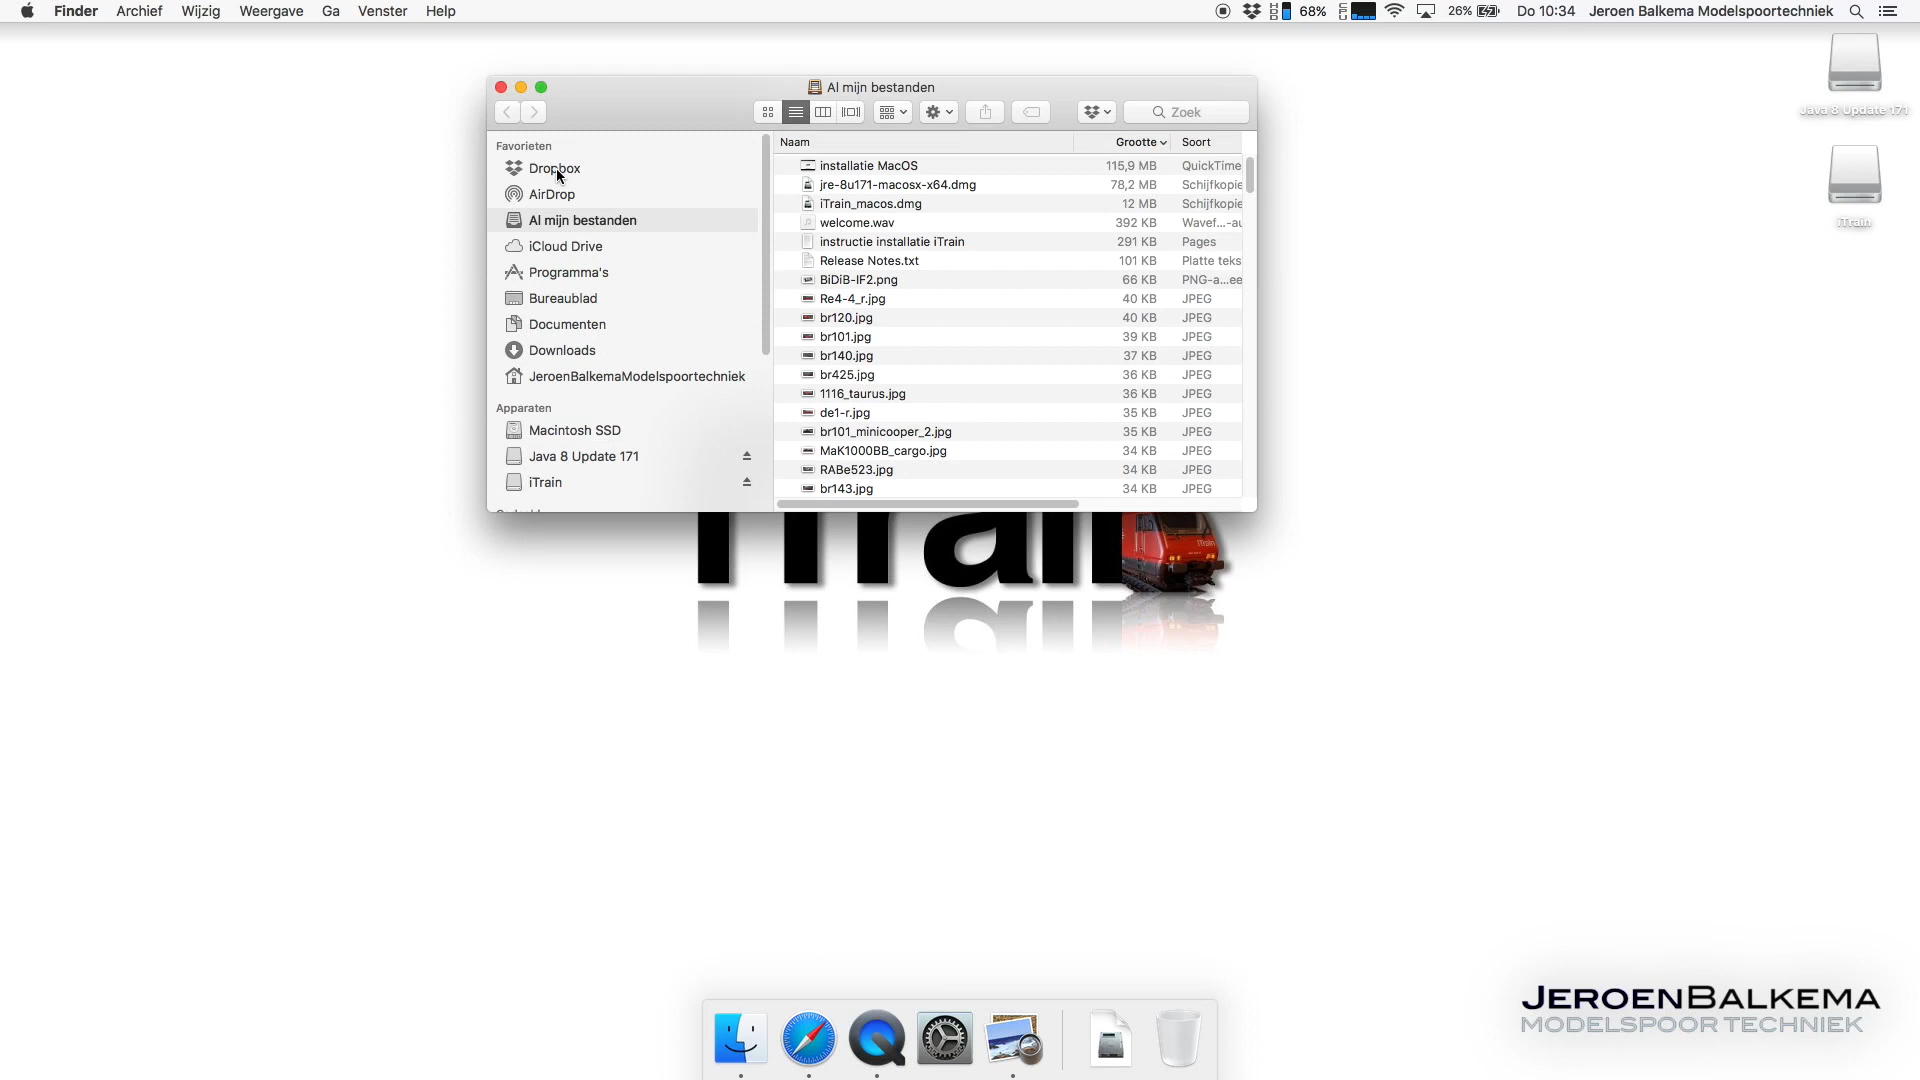 Finder Archief Wijzig Weergave Ga Venster Help 68% 26% Do 10:34 Jeroen Balkema Modelspoortechniek
Java 8 Update 171
iTrain
Al mijn bestanden
Zoek
Favorieten
Dropbox
AirDrop
Al mijn bestanden
iCloud Drive
Programma's
Bureaublad
Documenten
Downloads
JeroenBalkemaModelspoortechniek
Apparaten
Macintosh SSD
Java 8 Update 171
iTrain
Naam Grootte Soort
installatie MacOS 115,9 MB QuickTime
jre-8u171-macosx-x64.dmg 78,2 MB Schijfkopie
iTrain_macos.dmg 12 MB Schijfkopie
welcome.wav 392 KB Wavef...-au
instructie installatie iTrain 291 KB Pages
Release Notes.txt 101 KB Platte teks
BiDiB-IF2.png 66 KB PNG-a...ee
Re4-4_r.jpg 40 KB JPEG
br120.jpg 40 KB JPEG
br101.jpg 39 KB JPEG
br140.jpg 37 KB JPEG
br425.jpg 36 KB JPEG
1116_taurus.jpg 36 KB JPEG
de1-r.jpg 35 KB JPEG
br101_minicooper_2.jpg 35 KB JPEG
MaK1000BB_cargo.jpg 34 KB JPEG
RABe523.jpg 34 KB JPEG
br143.jpg 34 KB JPEG
iTrain
JEROENBALKEMA
MODELSPOOR TECHNIEK